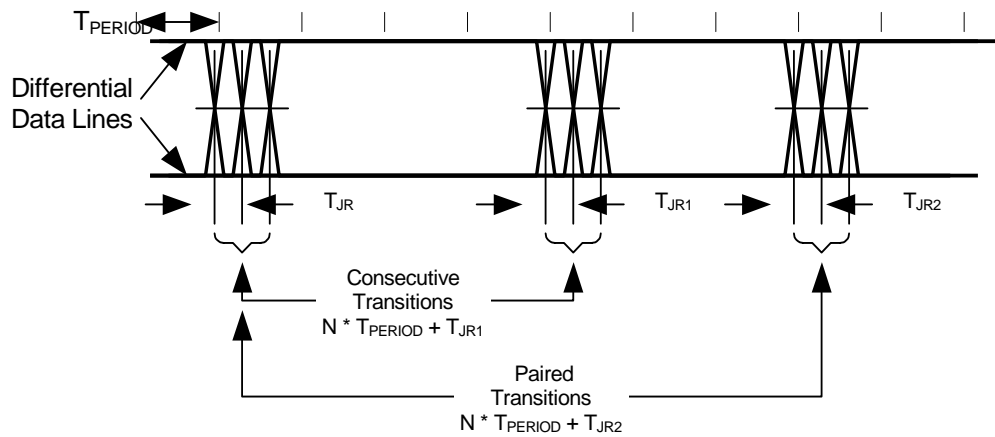 TPERIOD
Differential
Data Lines
TJR
TJR1
TJR2
Consecutive
Transitions
N * TPERIOD + TJR1
Paired
Transitions
N * TPERIOD + TJR2